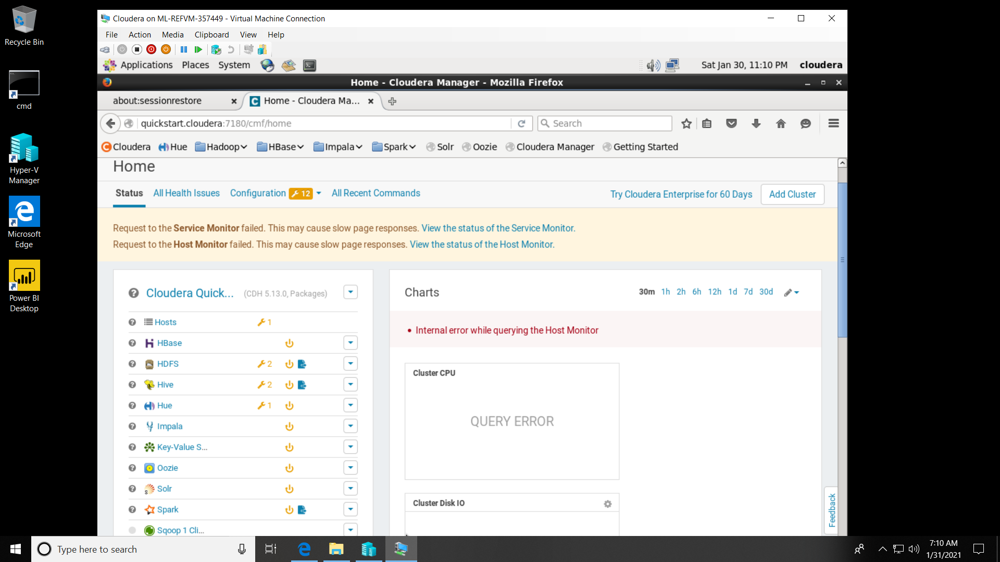 Recycle Bin
cmd
Hyper-V
Manager
Microsoft
Edge
Power BI
Desktop
Cloudera on ML-REFVM-357449 - Virtual Machine Connection
File Action Media Clipboard View Help
Applications Places System Sat Jan 30, 11:10 PM cloudera
Home - Cloudera Manager - Mozilla Firefox
about:sessionrestore Home - Cloudera Ma...
quickstart.cloudera:7180/cmf/home Search
Cloudera Hue Hadoop HBase Impala Spark Solr Oozie Cloudera Manager Getting Started
Home
Status All Health Issues Configuration 12 All Recent Commands Try Cloudera Enterprise for 60 Days Add Cluster
Request to the Service Monitor failed. This may cause slow page responses. View the status of the Service Monitor.
Request to the Host Monitor failed. This may cause slow page responses. View the status of the Host Monitor.
Cloudera Quick... (CDH 5.13.0, Packages)
Hosts 1
HBase
HDFS 2
Hive 2
Hue 1
Impala
Key-Value S...
Oozie
Solr
Spark
Sqoop 1 Cli...
Charts 30m 1h 2h 6h 12h 1d 7d 30d
Internal error while querying the Host Monitor
Cluster CPU
QUERY ERROR
Cluster Disk IO
Feedback
Type here to search
7:10 AM
1/31/2021